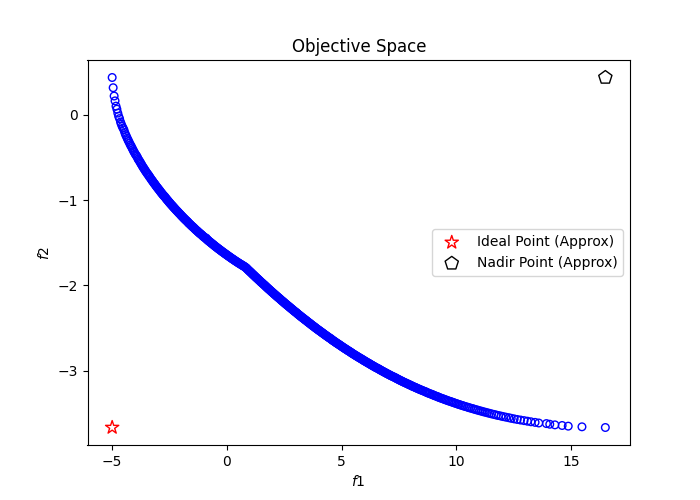 Objective Space
0
−1
−2
−3
f2
Ideal Point (Approx)
Nadir Point (Approx)
−5
0
5
10
15
f1